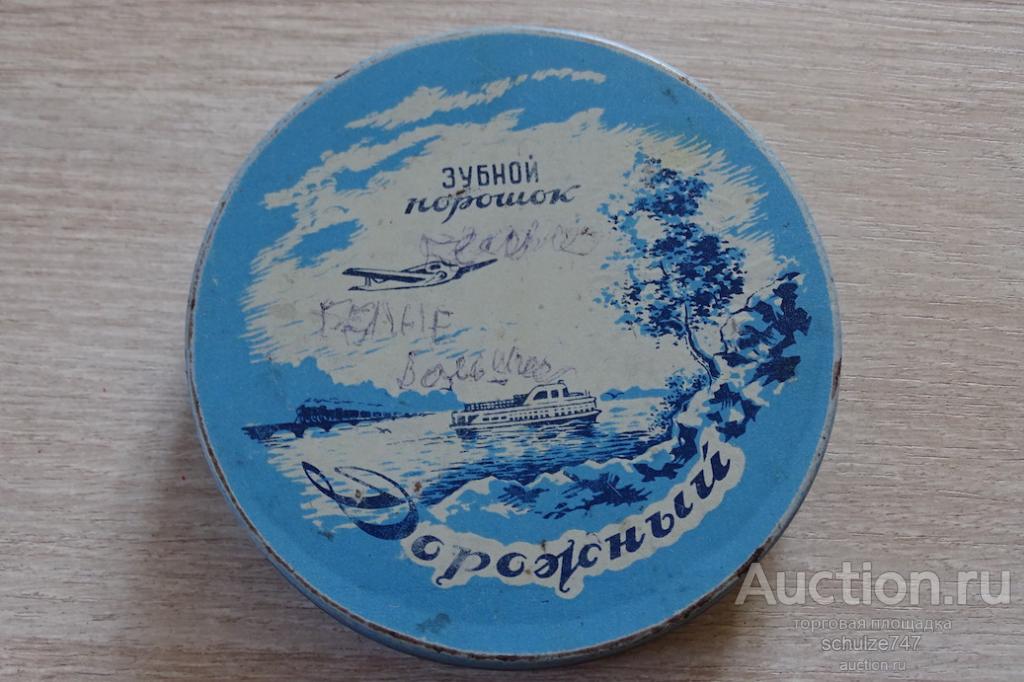 ЗУБНОЙ
порошок
Дорожный
Auction.ru
торговая площадка
schulze747
auction.ru